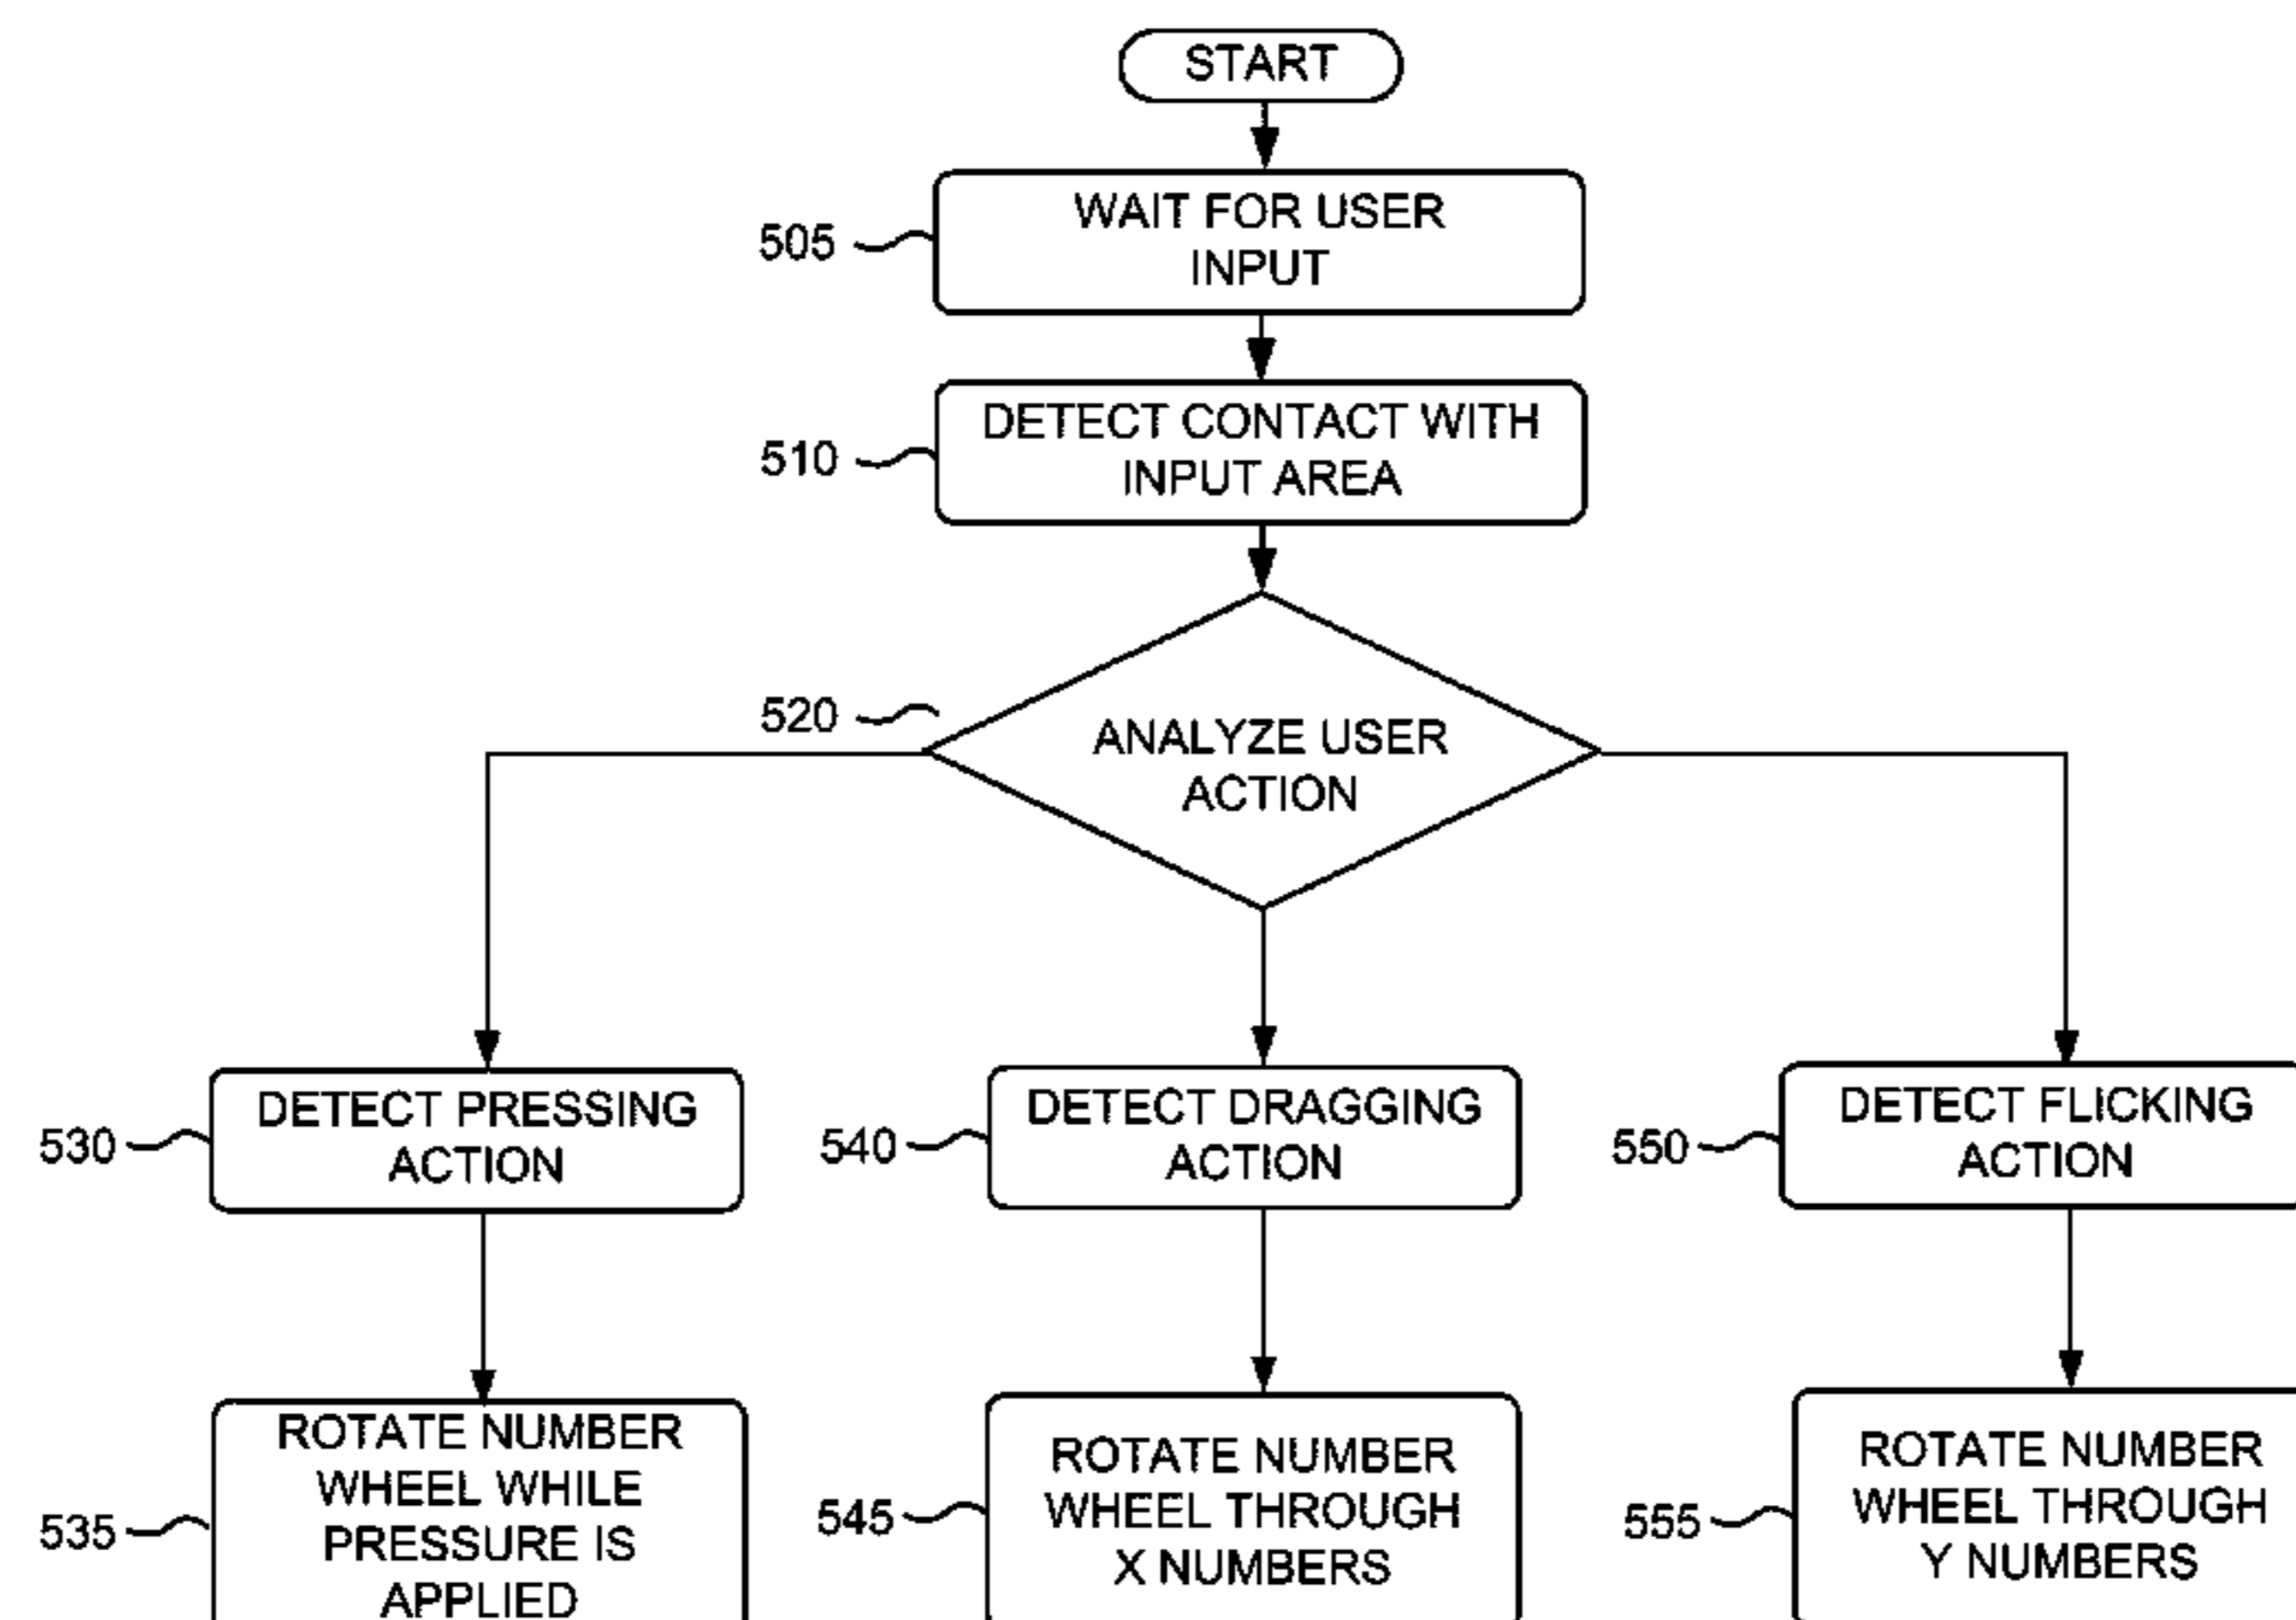 START
505
WAIT FOR USER
INPUT
510
DETECT CONTACT WITH
INPUT AREA
520
ANALYZE USER
ACTION
530
DETECT PRESSING
ACTION
540
DETECT DRAGGING
ACTION
550
DETECT FLICKING
ACTION
535
ROTATE NUMBER
WHEEL WHILE
PRESSURE IS
APPLIED
545
ROTATE NUMBER
WHEEL THROUGH
X NUMBERS
555
ROTATE NUMBER
WHEEL THROUGH
Y NUMBERS